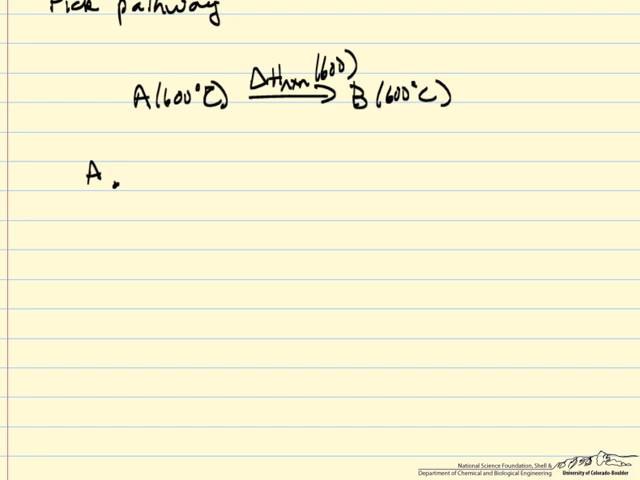 Pick pathway
ΔHrxn(600)
A(600°C) → B(600°C)
A
National Science Foundation, Shell &
Department of Chemical and Biological Engineering
University of Colorado-Boulder